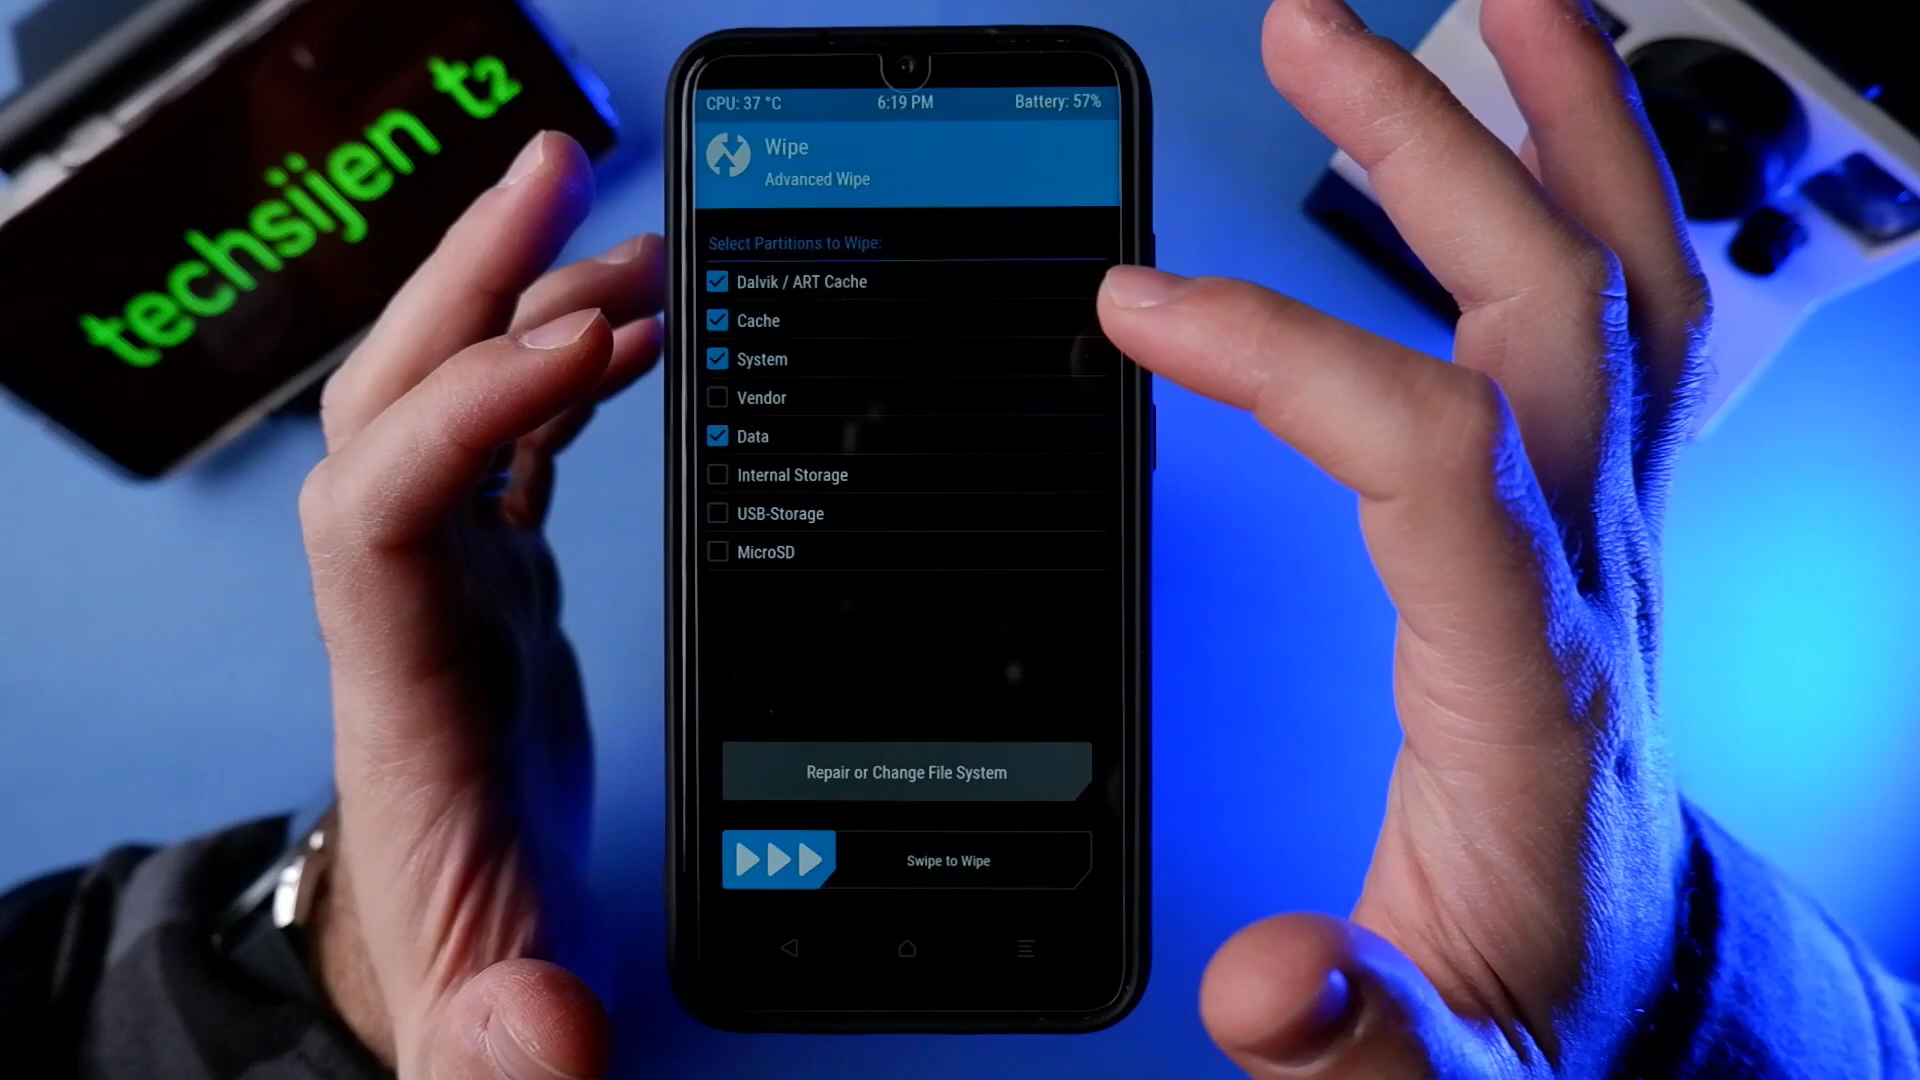 techsijen t2
CPU: 37 °C
6:19 PM
Battery: 57%
Wipe
Advanced Wipe
Select Partitions to Wipe:
Dalvik / ART Cache
Cache
System
Vendor
Data
Internal Storage
USB-Storage
MicroSD
Repair or Change File System
Swipe to Wipe